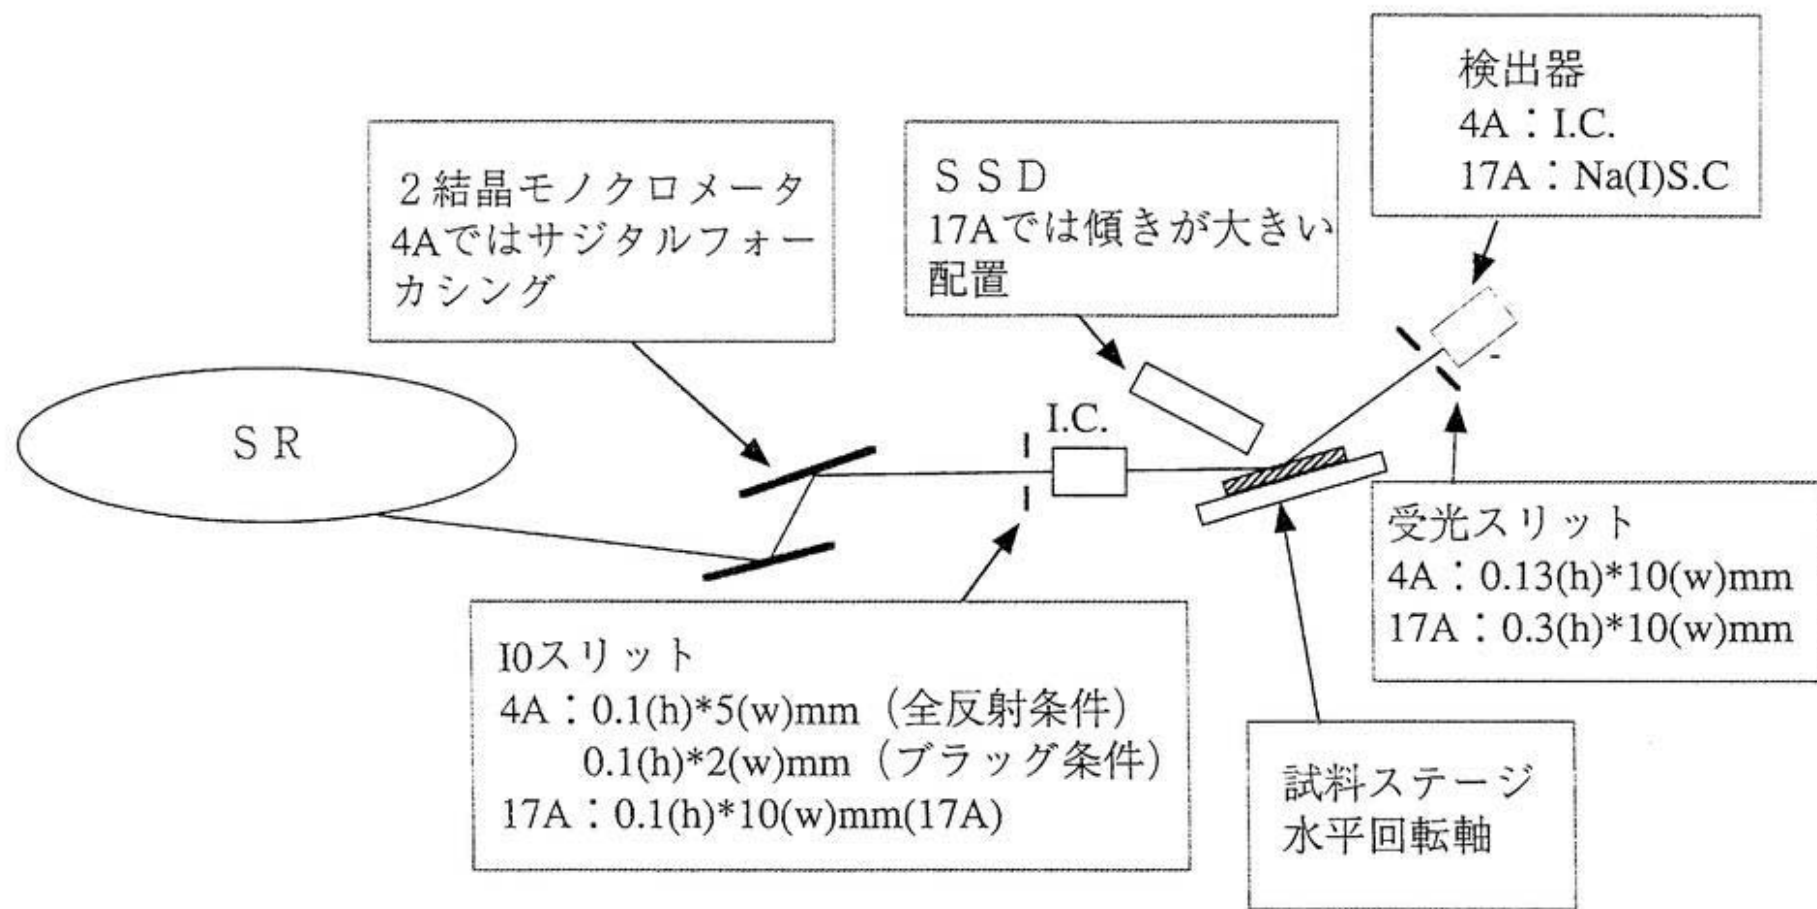 検出器
4A：I.C.
17A：Na(I)S.C
2結晶モノクロメータ
4Aではサジタルフォー
カシング
SSD
17Aでは傾きが大きい
配置
SR
I.C.
I0スリット
4A：0.1(h)*5(w)mm（全反射条件）
0.1(h)*2(w)mm（ブラッグ条件）
17A：0.1(h)*10(w)mm(17A)
受光スリット
4A：0.13(h)*10(w)mm
17A：0.3(h)*10(w)mm
試料ステージ
水平回転軸